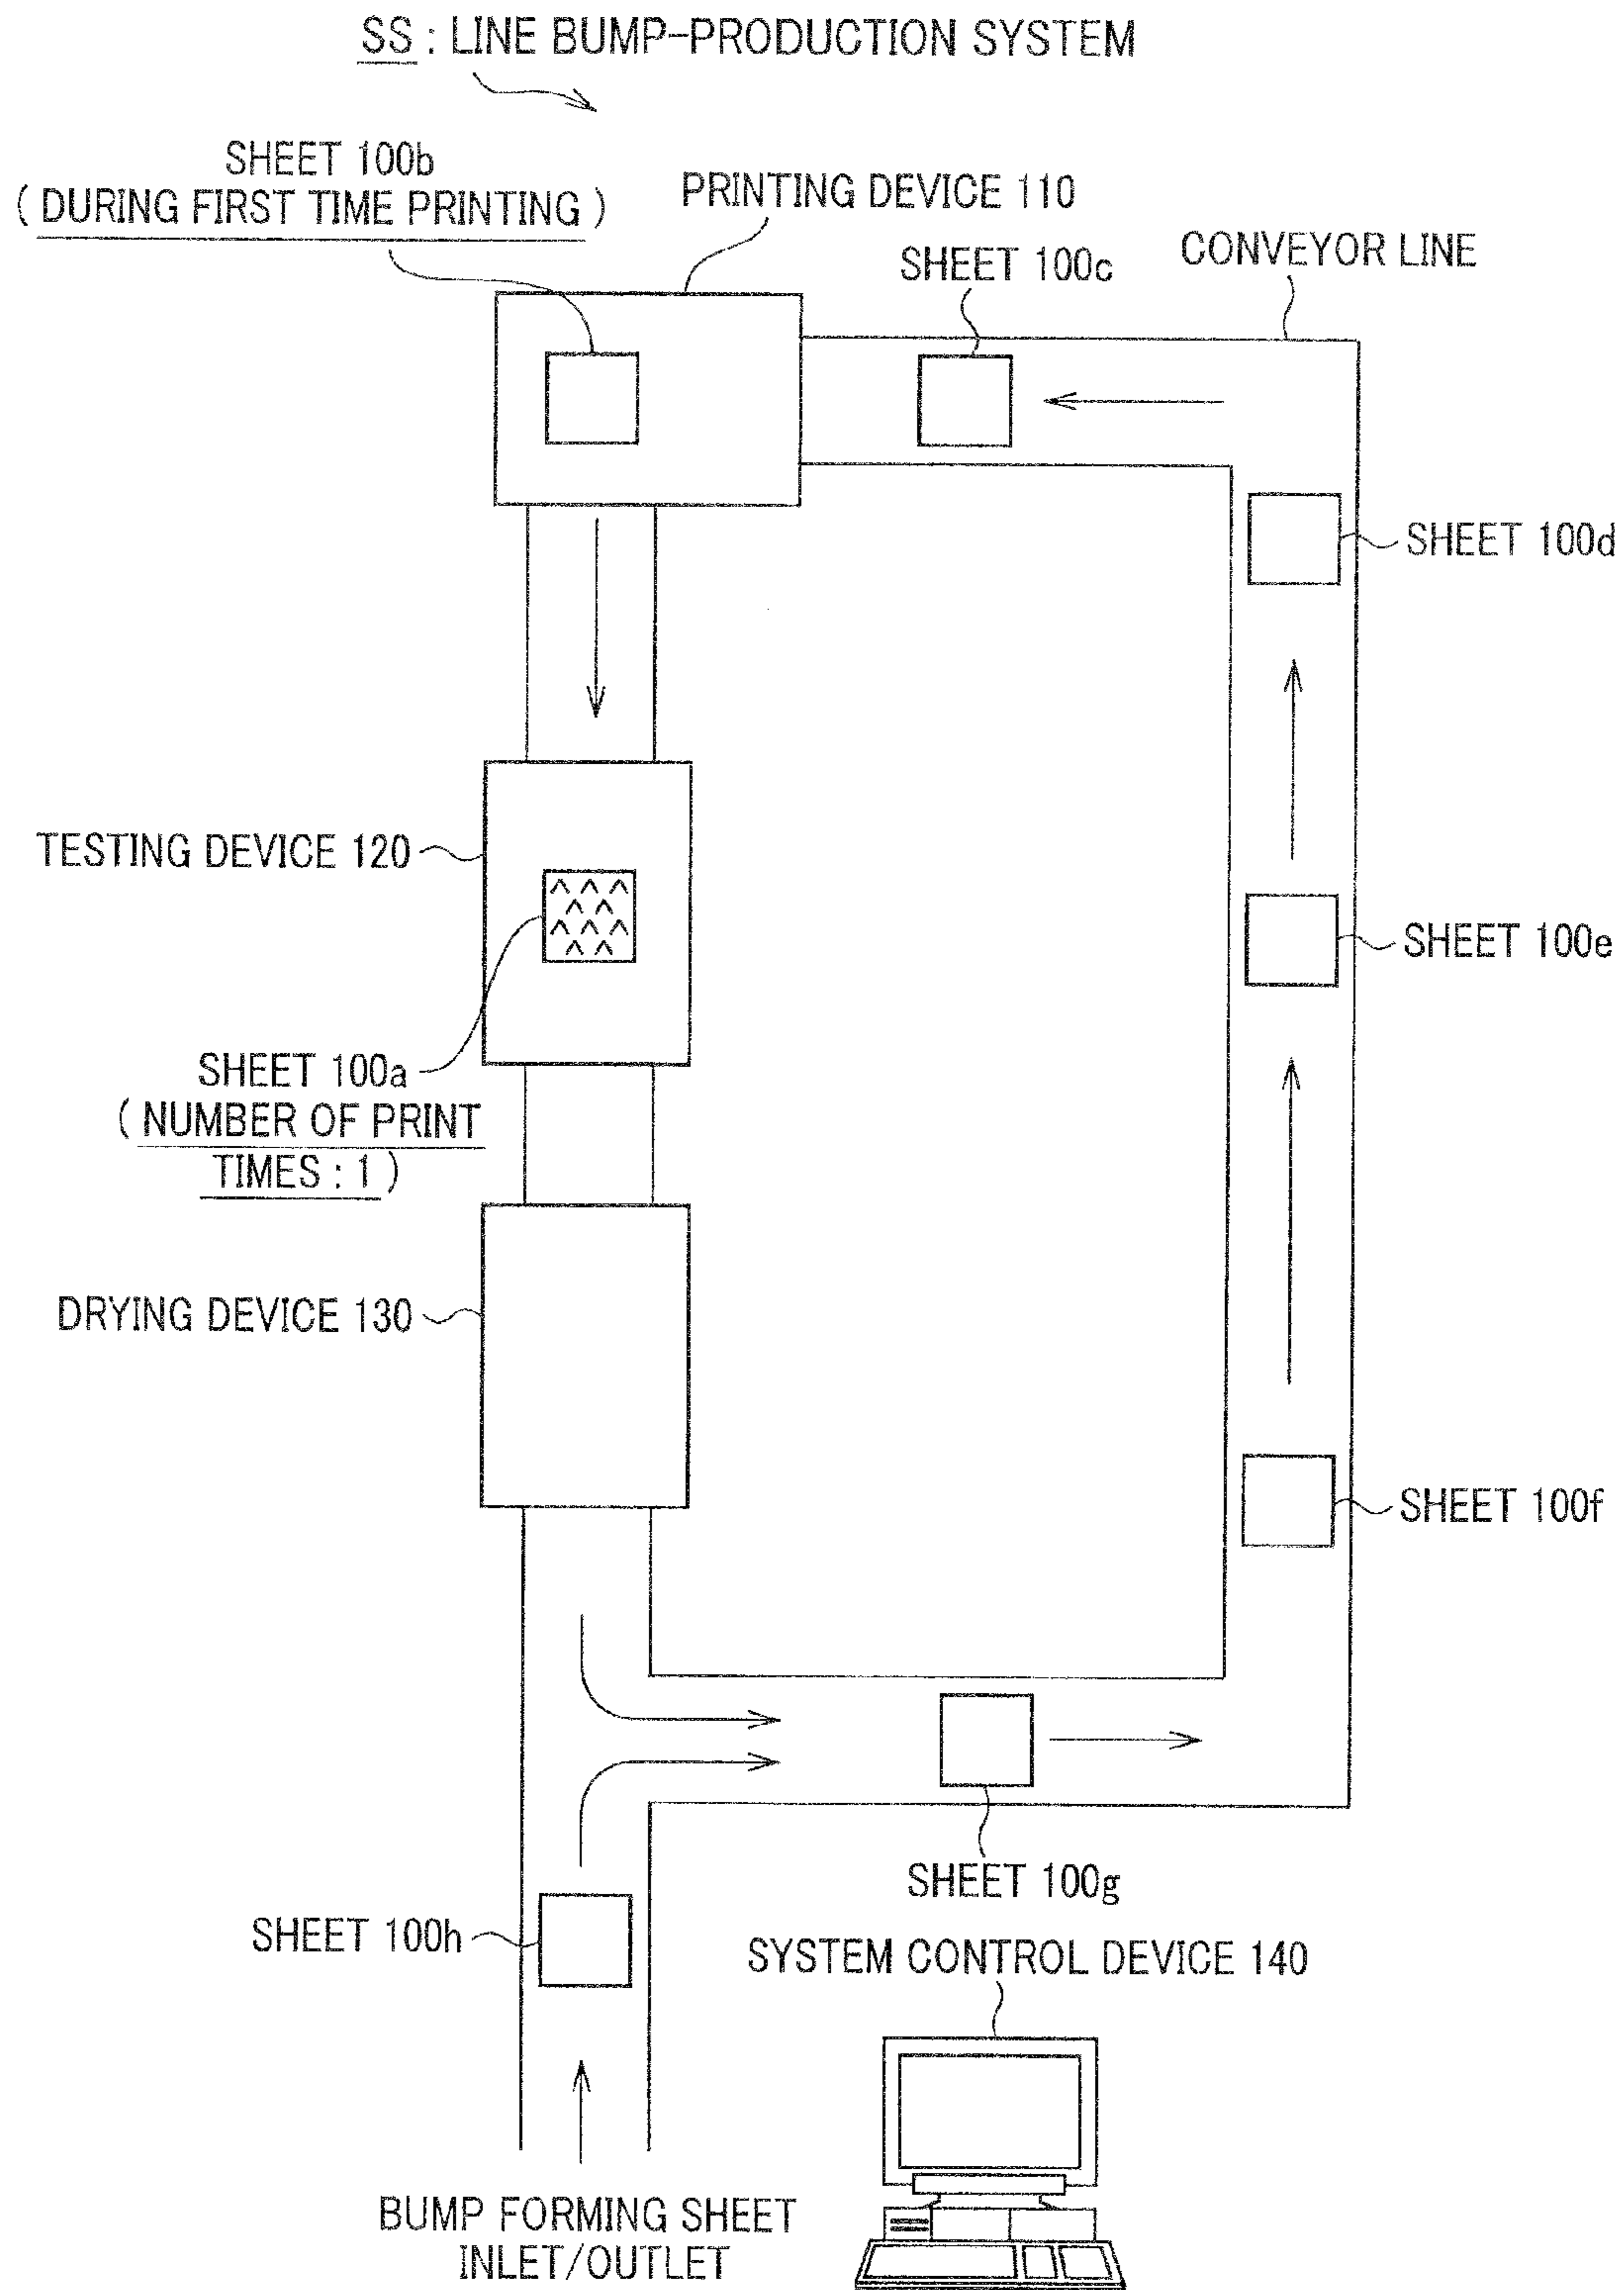 SS : LINE BUMP-PRODUCTION SYSTEM
SHEET 100b
( DURING FIRST TIME PRINTING )
PRINTING DEVICE 110
SHEET 100c
CONVEYOR LINE
SHEET 100d
TESTING DEVICE 120
SHEET 100e
SHEET 100a
( NUMBER OF PRINT
TIMES : 1 )
DRYING DEVICE 130
SHEET 100f
SHEET 100g
SHEET 100h
SYSTEM CONTROL DEVICE 140
BUMP FORMING SHEET
INLET/OUTLET